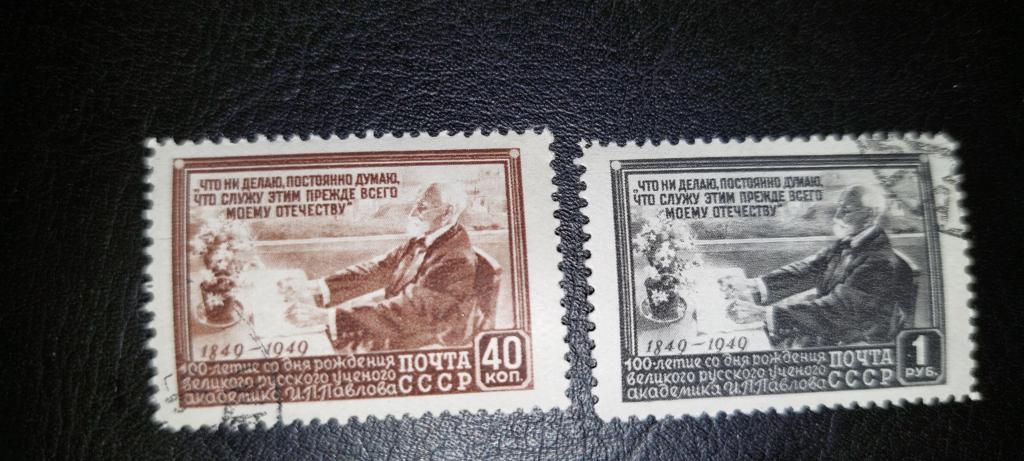 "ЧТО НИ ДЕЛАЮ, ПОСТОЯННО ДУМАЮ,
ЧТО СЛУЖУ ЭТИМ ПРЕЖДЕ ВСЕГО
МОЕМУ ОТЕЧЕСТВУ"
1849-1949
100-летие со дня рождения
великого русского ученого
академика И.П.Павлова
ПОЧТА
СССР
40
КОП.
"ЧТО НИ ДЕЛАЮ, ПОСТОЯННО ДУМАЮ,
ЧТО СЛУЖУ ЭТИМ ПРЕЖДЕ ВСЕГО
МОЕМУ ОТЕЧЕСТВУ"
1849-1949
100-летие со дня рождения
великого русского ученого
академика И.П.Павлова
ПОЧТА
СССР
1
РУБ.